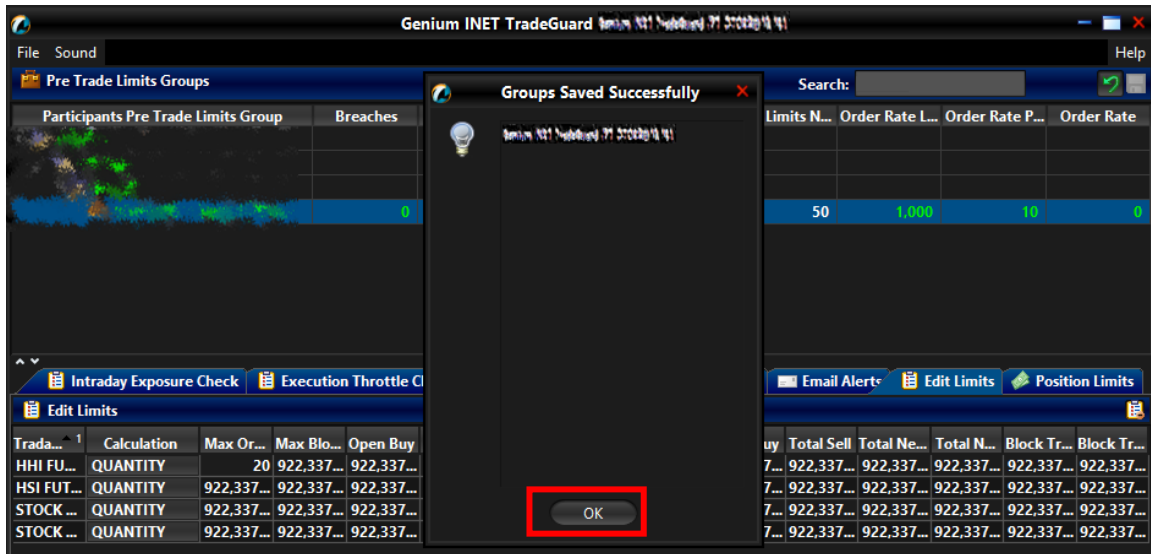 Genium INET TradeGuard
File Sound Help
Pre Trade Limits Groups Search:
Groups Saved Successfully
Participants Pre Trade Limits Group Breaches Limits N... Order Rate L... Order Rate P... Order Rate
0 50 1,000 10 0
Intraday Exposure Check Execution Throttle C Email Alerts Edit Limits Position Limits
Edit Limits
Trada... 1 Calculation Max Or... Max Blo... Open Buy uy Total Sell Total Ne... Total N... Block Tr... Block Tr...
HHI FU... QUANTITY 20 922,337... 922,337... 7... 922,337... 922,337... 922,337... 922,337... 922,337...
HSI FUT... QUANTITY 922,337... 922,337... 922,337... 7... 922,337... 922,337... 922,337... 922,337... 922,337...
STOCK ... QUANTITY 922,337... 922,337... 922,337... 7... 922,337... 922,337... 922,337... 922,337... 922,337...
STOCK ... QUANTITY 922,337... 922,337... 922,337... 7... 922,337... 922,337... 922,337... 922,337... 922,337...
OK